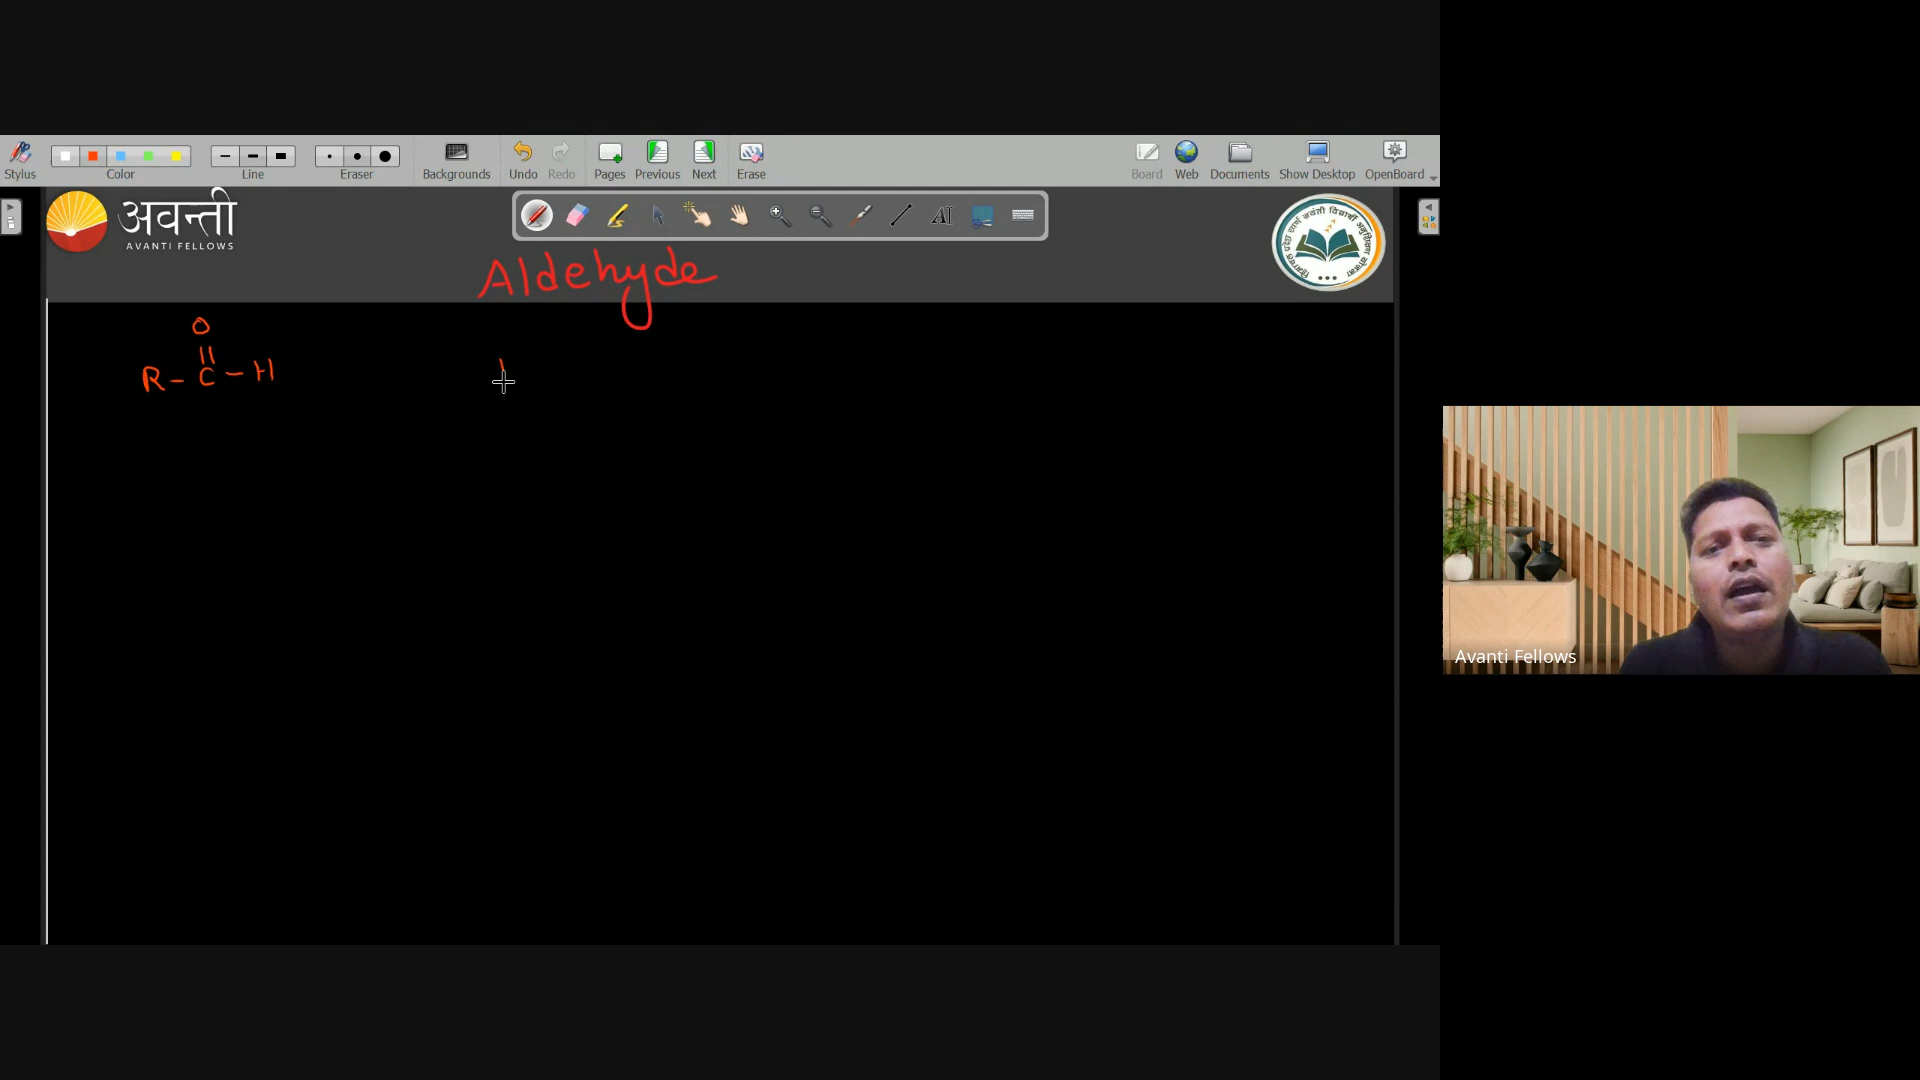 Stylus Color Line Eraser Backgrounds Undo Redo Pages Previous Next Erase Board Web Documents Show Desktop OpenBoard
अवन्ती
AVANTI FELLOWS
Aldehyde
O
||
R - C - H
Avanti Fellows